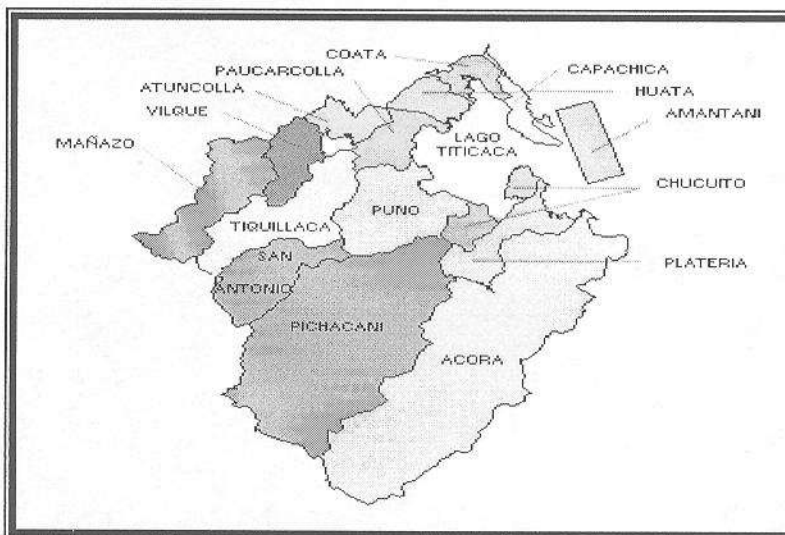 COATA
PAUCARCOLLA
CAPACHICA
ATUNCOLLA
HUATA
VILQUE
AMANTANI
MAÑAZO
LAGO
TITICACA
CHUCUITO
PUNO
TIQUILLACA
SAN
ANTONIO
PLATERIA
PICHACANI
ACORA